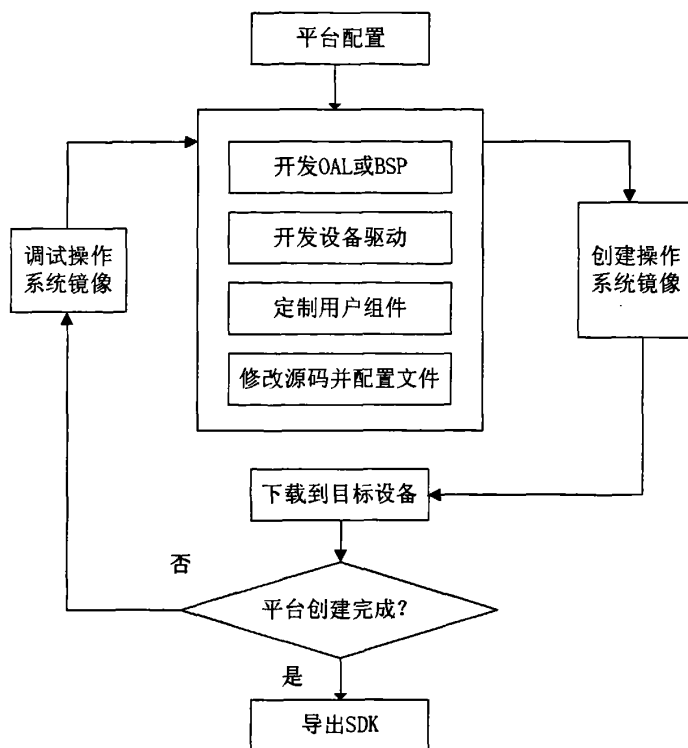 平台配置
开发OAL或BSP
开发设备驱动
定制用户组件
修改源码并配置文件
调试操作
系统镜像
创建操作
系统镜像
下载到目标设备
否
平台创建完成?
是
导出SDK